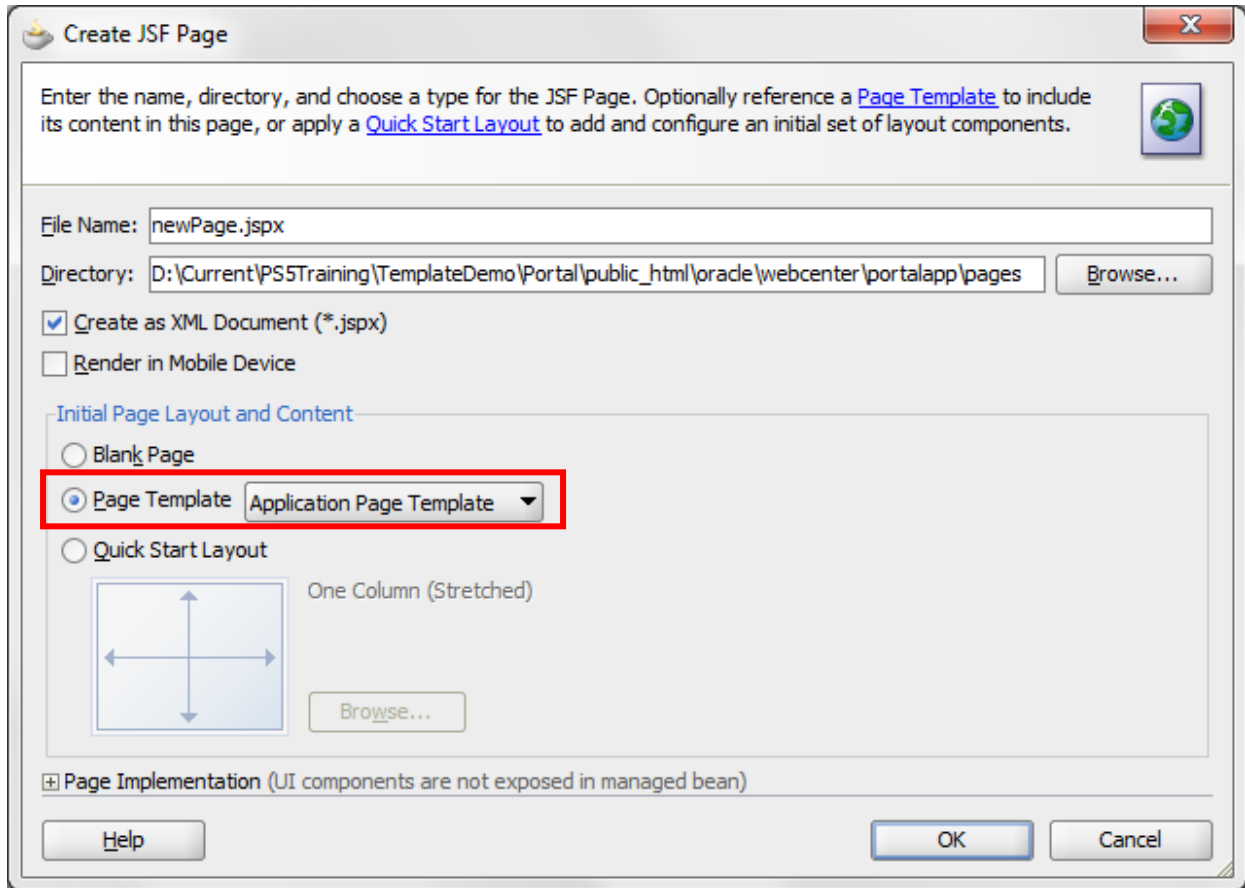 Create JSF Page
Enter the name, directory, and choose a type for the JSF Page. Optionally reference a Page Template to include
its content in this page, or apply a Quick Start Layout to add and configure an initial set of layout components.
File Name: newPage.jspx
Directory: D:\Current\PS5Training\TemplateDemo\Portal\public_html\oracle\webcenter\portalapp\pages Browse...
Create as XML Document (*.jspx)
Render in Mobile Device
Initial Page Layout and Content
Blank Page
Page Template Application Page Template
Quick Start Layout
One Column (Stretched)
Browse...
Page Implementation (UI components are not exposed in managed bean)
Help OK Cancel